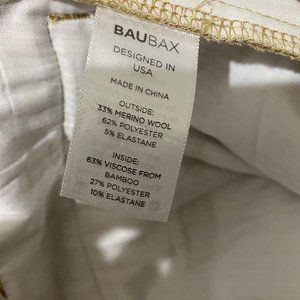 BAUBAX
DESIGNED IN
USA
MADE IN CHINA
OUTSIDE:
33% MERINO WOOL
62% POLYESTER
5% ELASTANE
INSIDE:
63% VISCOSE FROM
BAMBOO
27% POLYESTER
10% ELASTANE